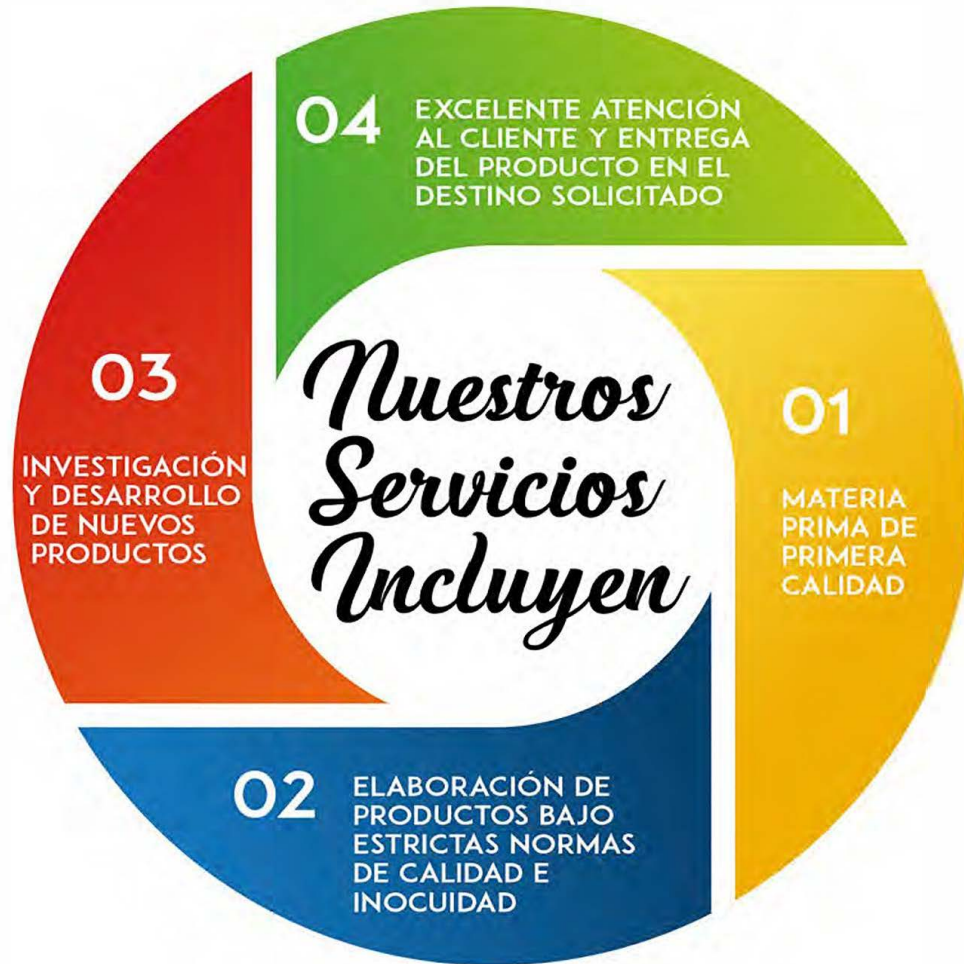 04
EXCELENTE ATENCIÓN
AL CLIENTE Y ENTREGA
DEL PRODUCTO EN EL
DESTINO SOLICITADO
03
INVESTIGACIÓN
Y DESARROLLO
DE NUEVOS
PRODUCTOS
Nuestros
Servicios
Incluyen
01
MATERIA
PRIMA DE
PRIMERA
CALIDAD
02
ELABORACIÓN DE
PRODUCTOS BAJO
ESTRICTAS NORMAS
DE CALIDAD E
INOCUIDAD